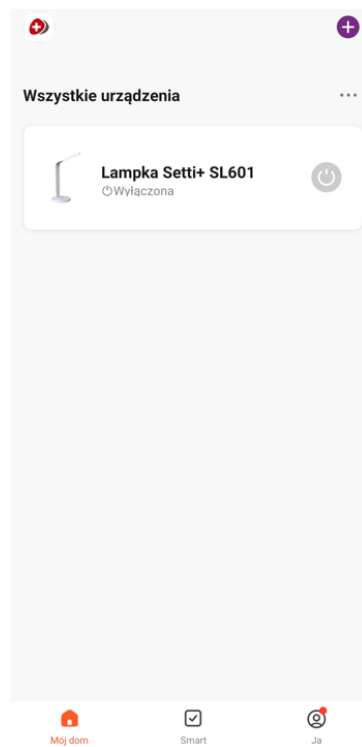 Wszystkie urządzenia
Lampka Setti+ SL601
Wyłączona
Mój dom
Smart
Ja